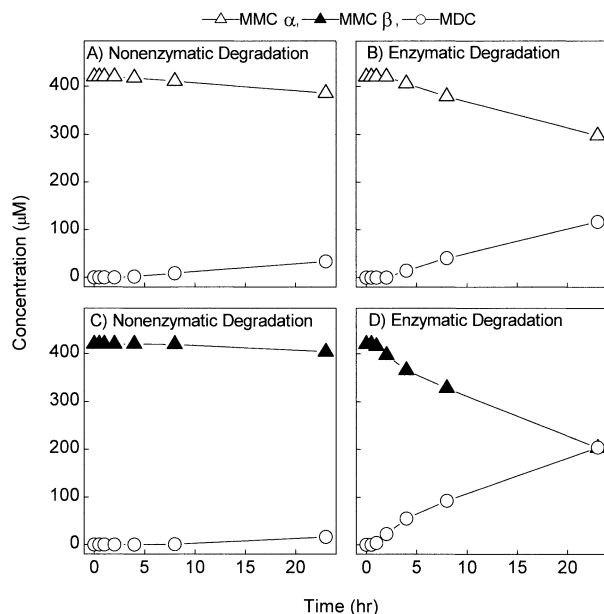 MMC α, MMC β, MDC
A) Nonenzymatic Degradation
B) Enzymatic Degradation
400
300
200
100
0
C) Nonenzymatic Degradation
D) Enzymatic Degradation
400
300
200
100
0
Concentration (μM)
0 5 10 15 20 0 5 10 15 20
Time (hr)